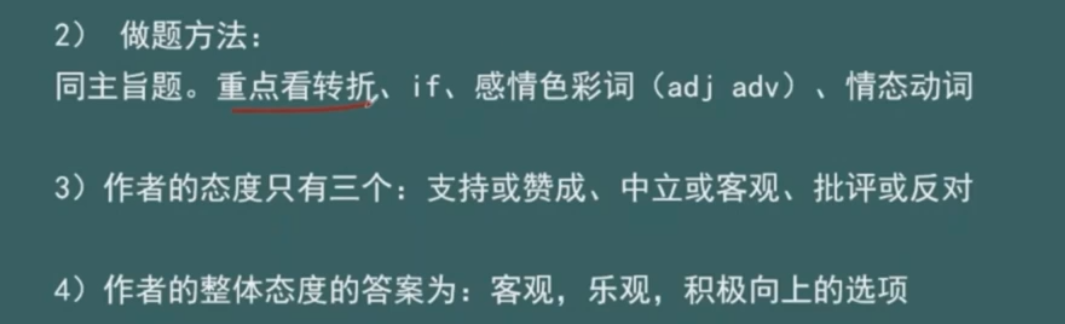 2） 做题方法：
同主旨题。重点看转折、if、感情色彩词（adj adv）、情态动词
3）作者的态度只有三个：支持或赞成、中立或客观、批评或反对
4）作者的整体态度的答案为：客观，乐观，积极向上的选项